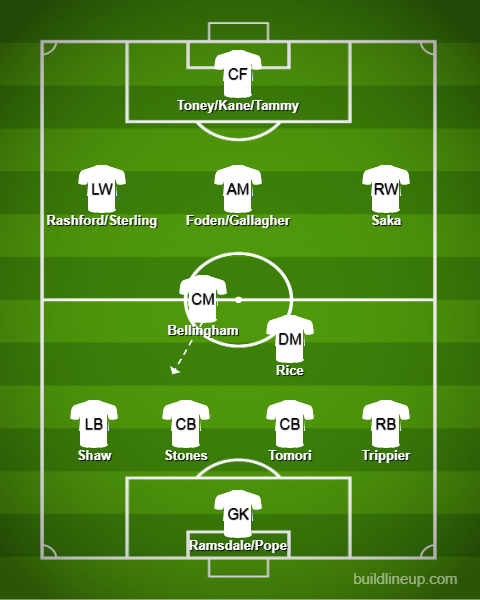 CF
Toney/Kane/Tammy
LW
AM
RW
Rashford/Sterling
Foden/Gallagher
Saka
CM
Bellingham
DM
Rice
LB
CB
CB
RB
Shaw
Stones
Tomori
Trippier
GK
Ramsdale/Pope
buildlineup.com